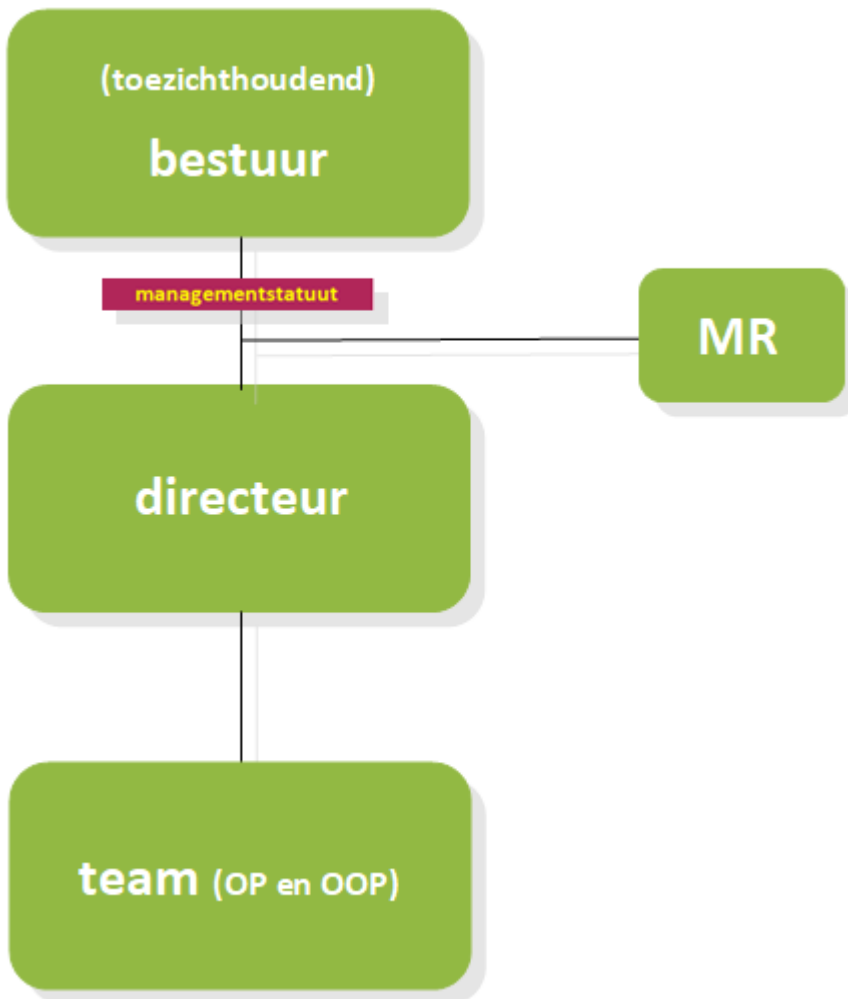 (toezichthoudend)
bestuur
managementstatuut
MR
directeur
team (OP en OOP)